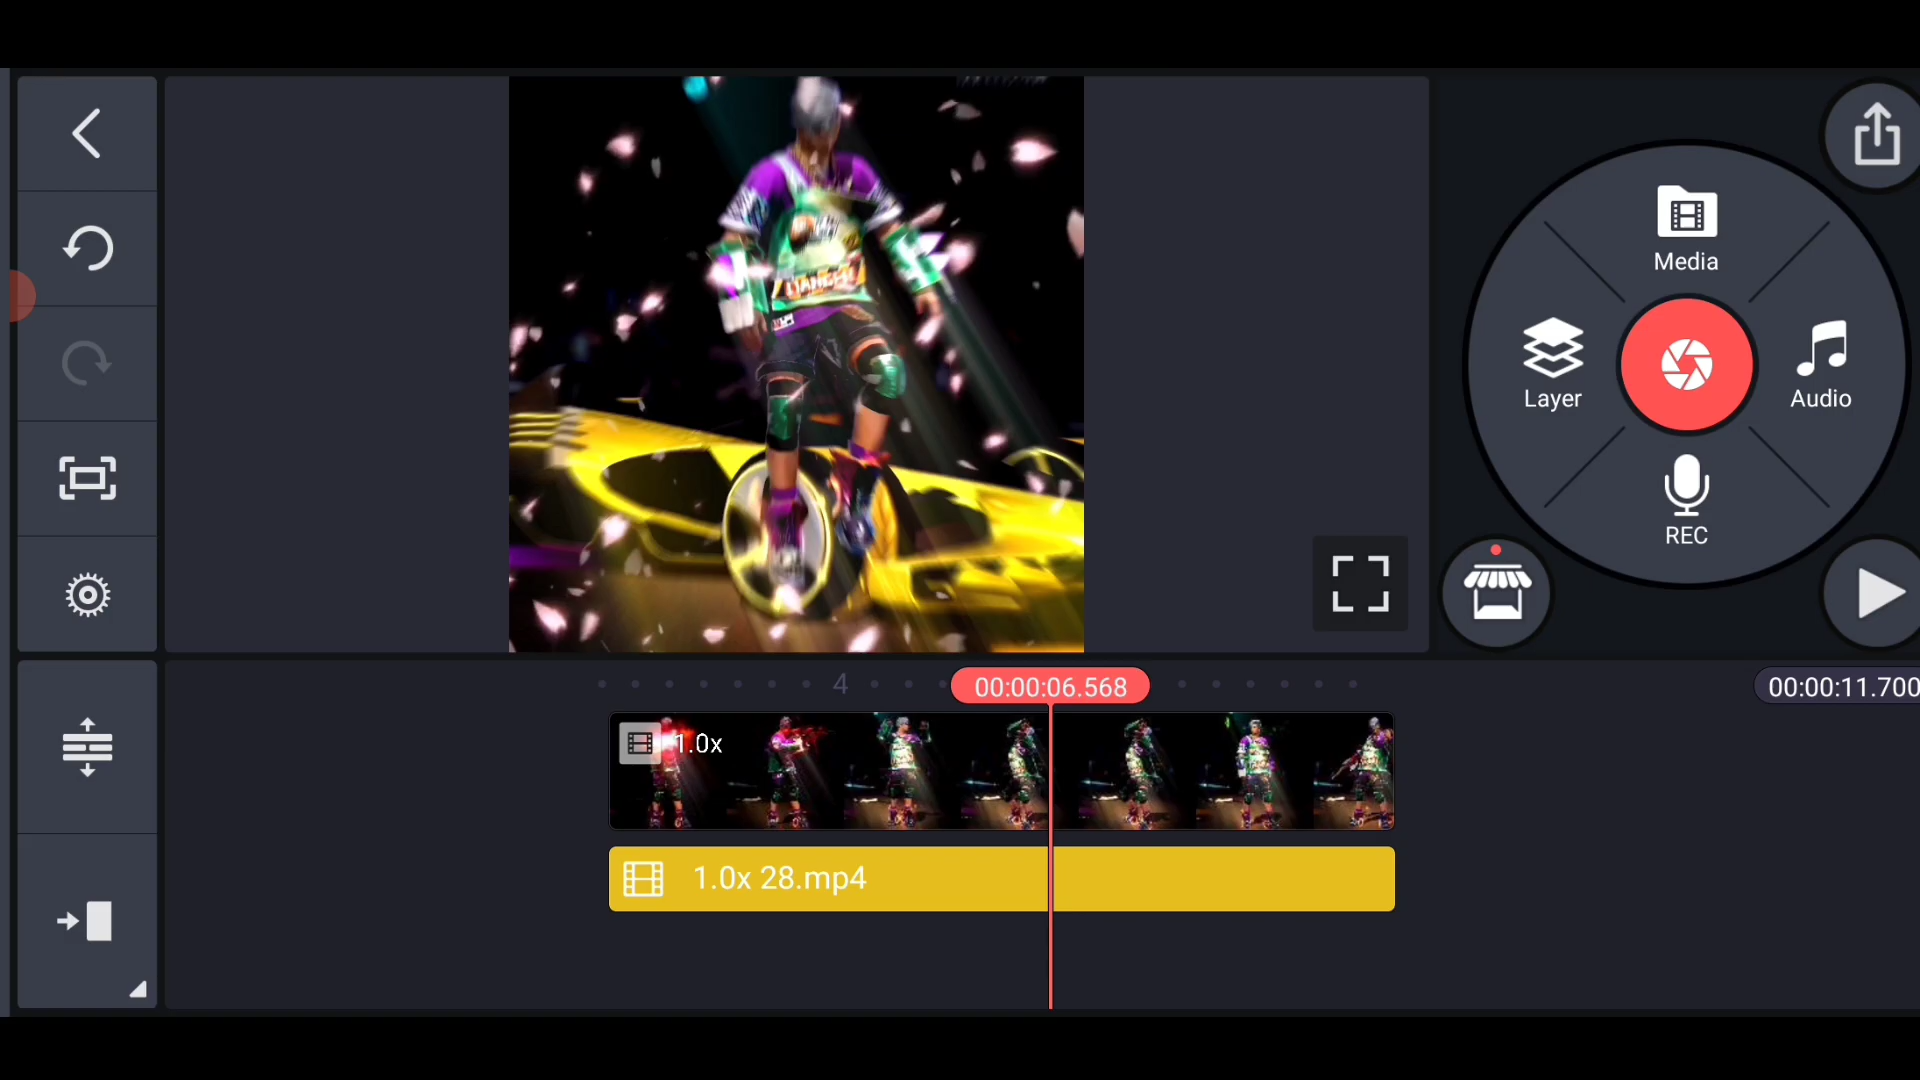 Media
Layer
Audio
REC
4
00:00:06.568
00:00:11.700
1.0x
1.0x 28.mp4